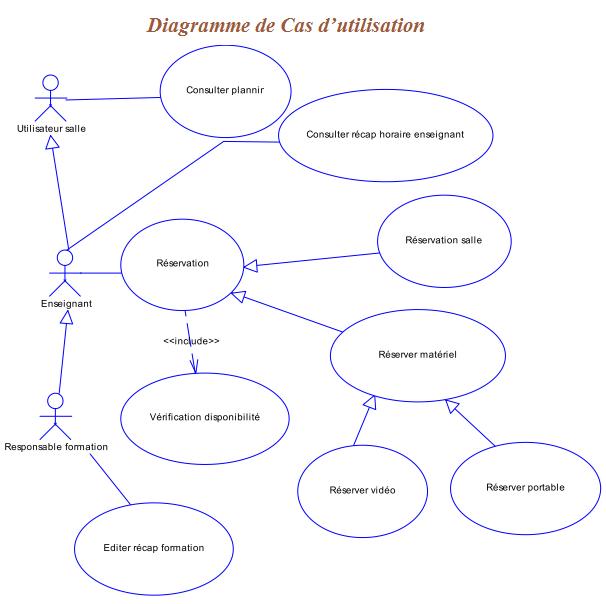 Diagramme de Cas d’utilisation
Consulter plannir
Utilisateur salle
Consulter récap horaire enseignant
Réservation salle
Réservation
Enseignant
<<include>>
Réserver matériel
Vérification disponibilité
Responsable formation
Réserver vidéo
Réserver portable
Editer récap formation